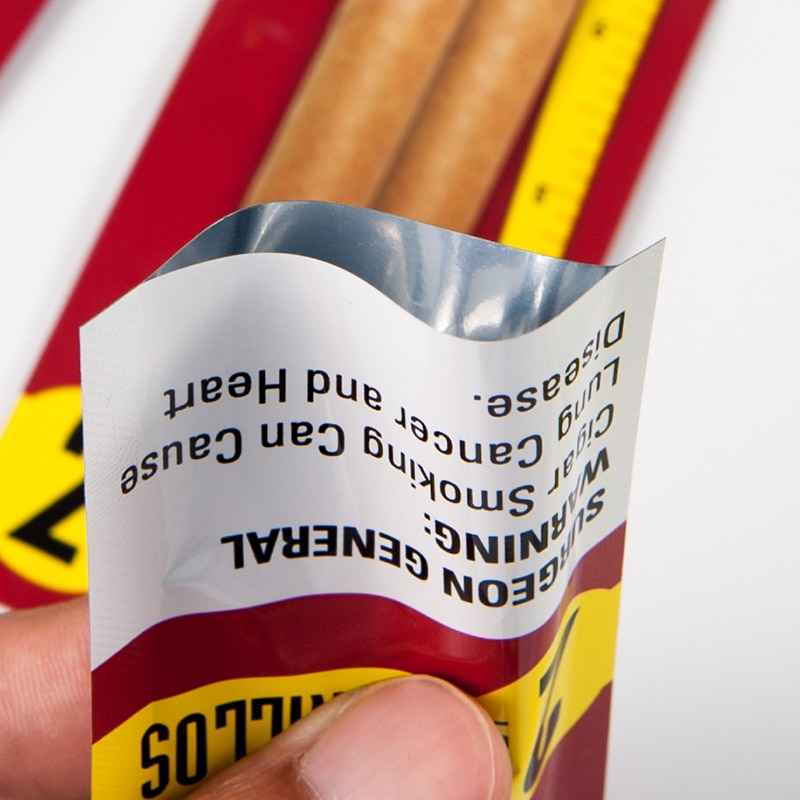 SURGEON GENERAL
WARNING:
Cigar Smoking Can Cause
Lung Cancer and Heart
Disease.